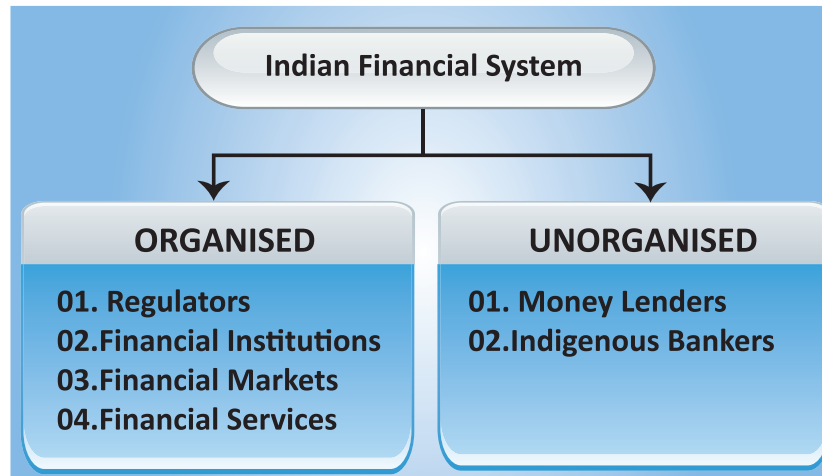 Indian Financial System
ORGANISED
01. Regulators
02.Financial Institutions
03.Financial Markets
04.Financial Services
UNORGANISED
01. Money Lenders
02.Indigenous Bankers